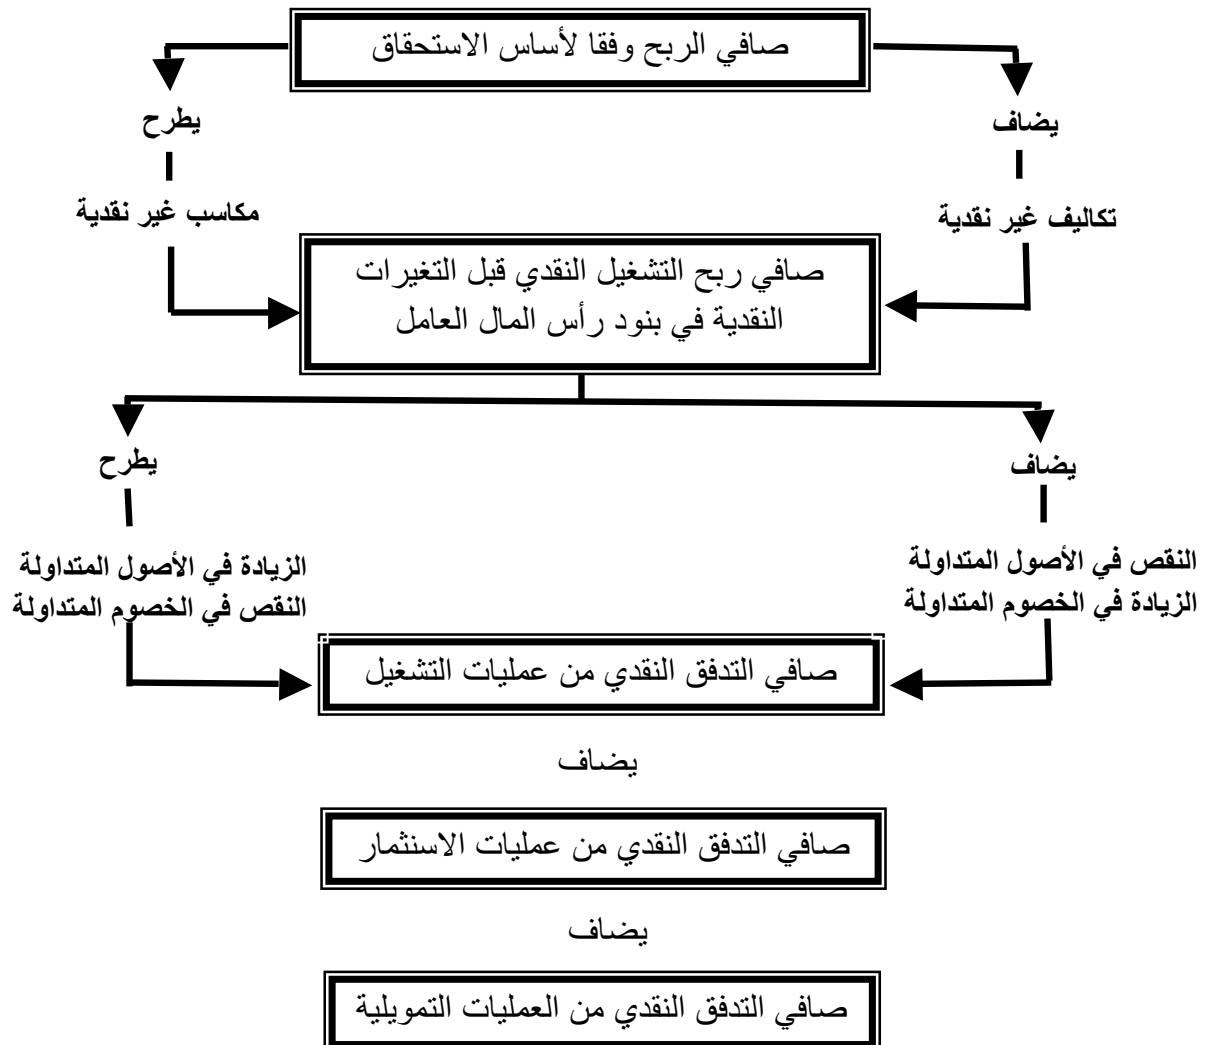 صافي الربح وفقا لأساس الاستحقاق
يضاف
يطرح
تكاليف غير نقدية
مكاسب غير نقدية
صافي ربح التشغيل النقدي قبل التغيرات
النقدية في بنود رأس المال العامل
يضاف
يطرح
النقص في الأصول المتداولة
الزيادة في الخصوم المتداولة
الزيادة في الأصول المتداولة
النقص في الخصوم المتداولة
صافي التدفق النقدي من عمليات التشغيل
يضاف
صافي التدفق النقدي من عمليات الاسنثمار
يضاف
صافي التدفق النقدي من العمليات التمويلية